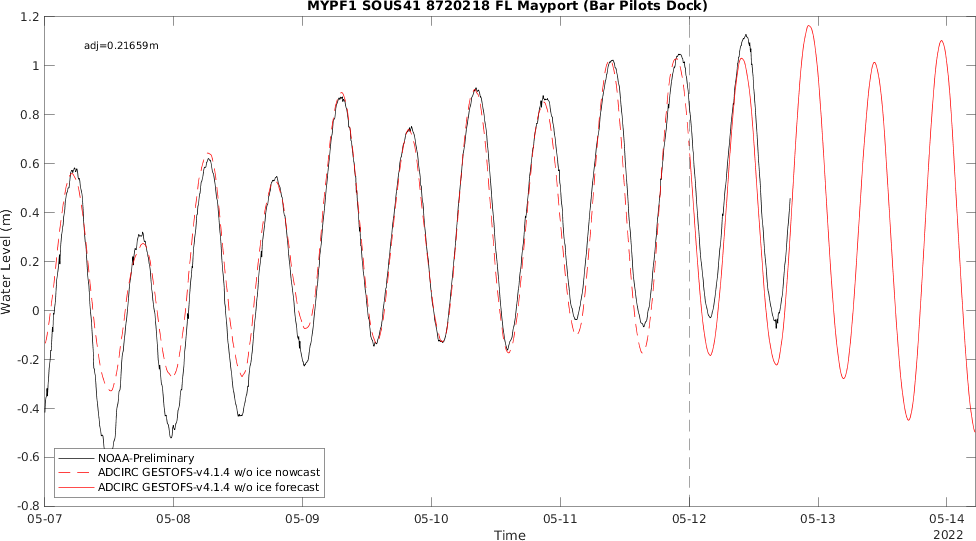 MYPF1 SOUS41 8720218 FL Mayport (Bar Pilots Dock)
adj=0.21659m
Water Level (m)
1.2
1
0.8
0.6
0.4
0.2
0
-0.2
-0.4
-0.6
-0.8
NOAA-Preliminary
ADCIRC GESTOFS-v4.1.4 w/o ice nowcast
ADCIRC GESTOFS-v4.1.4 w/o ice forecast
05-07 05-08 05-09 05-10 05-11 05-12 05-13 05-14
Time
2022